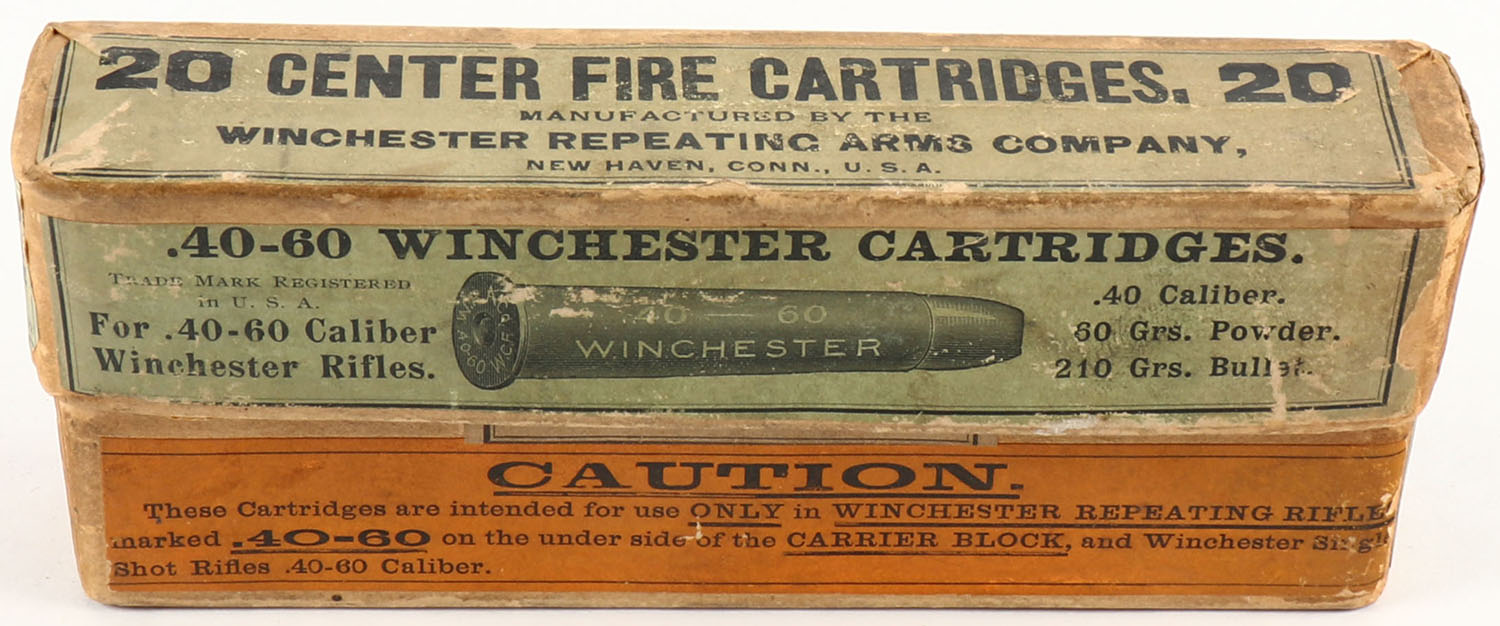 20 CENTER FIRE CARTRIDGES. 20
MANUFACTURED BY THE
WINCHESTER REPEATING ARMS COMPANY,
NEW HAVEN, CONN., U. S. A.
.40-60 WINCHESTER CARTRIDGES.
TRADE MARK REGISTERED
in U. S. A.
For .40-60 Caliber
Winchester Rifles.
40-60 W.C.F.
40 — 60
WINCHESTER
.40 Caliber.
60 Grs. Powder.
210 Grs. Bullet.
CAUTION.
These Cartridges are intended for use ONLY in WINCHESTER REPEATING RIFLE
marked .40-60 on the under side of the CARRIER BLOCK, and Winchester Single
Shot Rifles .40-60 Caliber.